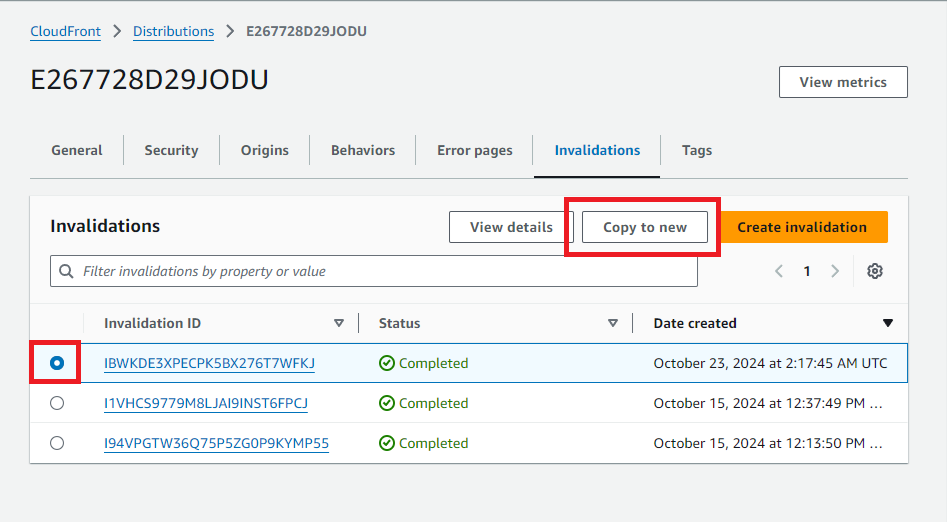 CloudFront > Distributions > E267728D29JODU
E267728D29JODU
View metrics
General Security Origins Behaviors Error pages Invalidations Tags
Invalidations View details Copy to new Create invalidation
Filter invalidations by property or value 1
Invalidation ID Status Date created
IBWKDE3XPECPK5BX276T7WFKJ Completed October 23, 2024 at 2:17:45 AM UTC
I1VHCS9779M8LJAI9INST6FPCJ Completed October 15, 2024 at 12:37:49 PM ...
I94VPGTW36Q75P5ZG0P9KYMP55 Completed October 15, 2024 at 12:13:50 PM ...